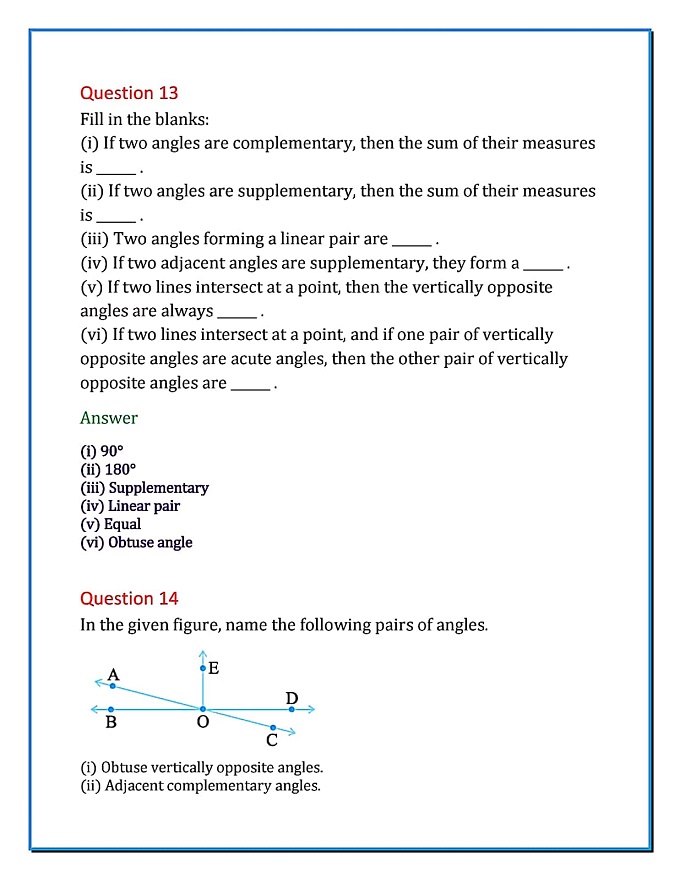 Question 13
Fill in the blanks:
(i) If two angles are complementary, then the sum of their measures
is _____ .
(ii) If two angles are supplementary, then the sum of their measures
is _____ .
(iii) Two angles forming a linear pair are _____ .
(iv) If two adjacent angles are supplementary, they form a _____ .
(v) If two lines intersect at a point, then the vertically opposite
angles are always _____ .
(vi) If two lines intersect at a point, and if one pair of vertically
opposite angles are acute angles, then the other pair of vertically
opposite angles are _____ .
Answer
(i) 90°
(ii) 180°
(iii) Supplementary
(iv) Linear pair
(v) Equal
(vi) Obtuse angle
Question 14
In the given figure, name the following pairs of angles.
E
A
D
B
O
C
(i) Obtuse vertically opposite angles.
(ii) Adjacent complementary angles.